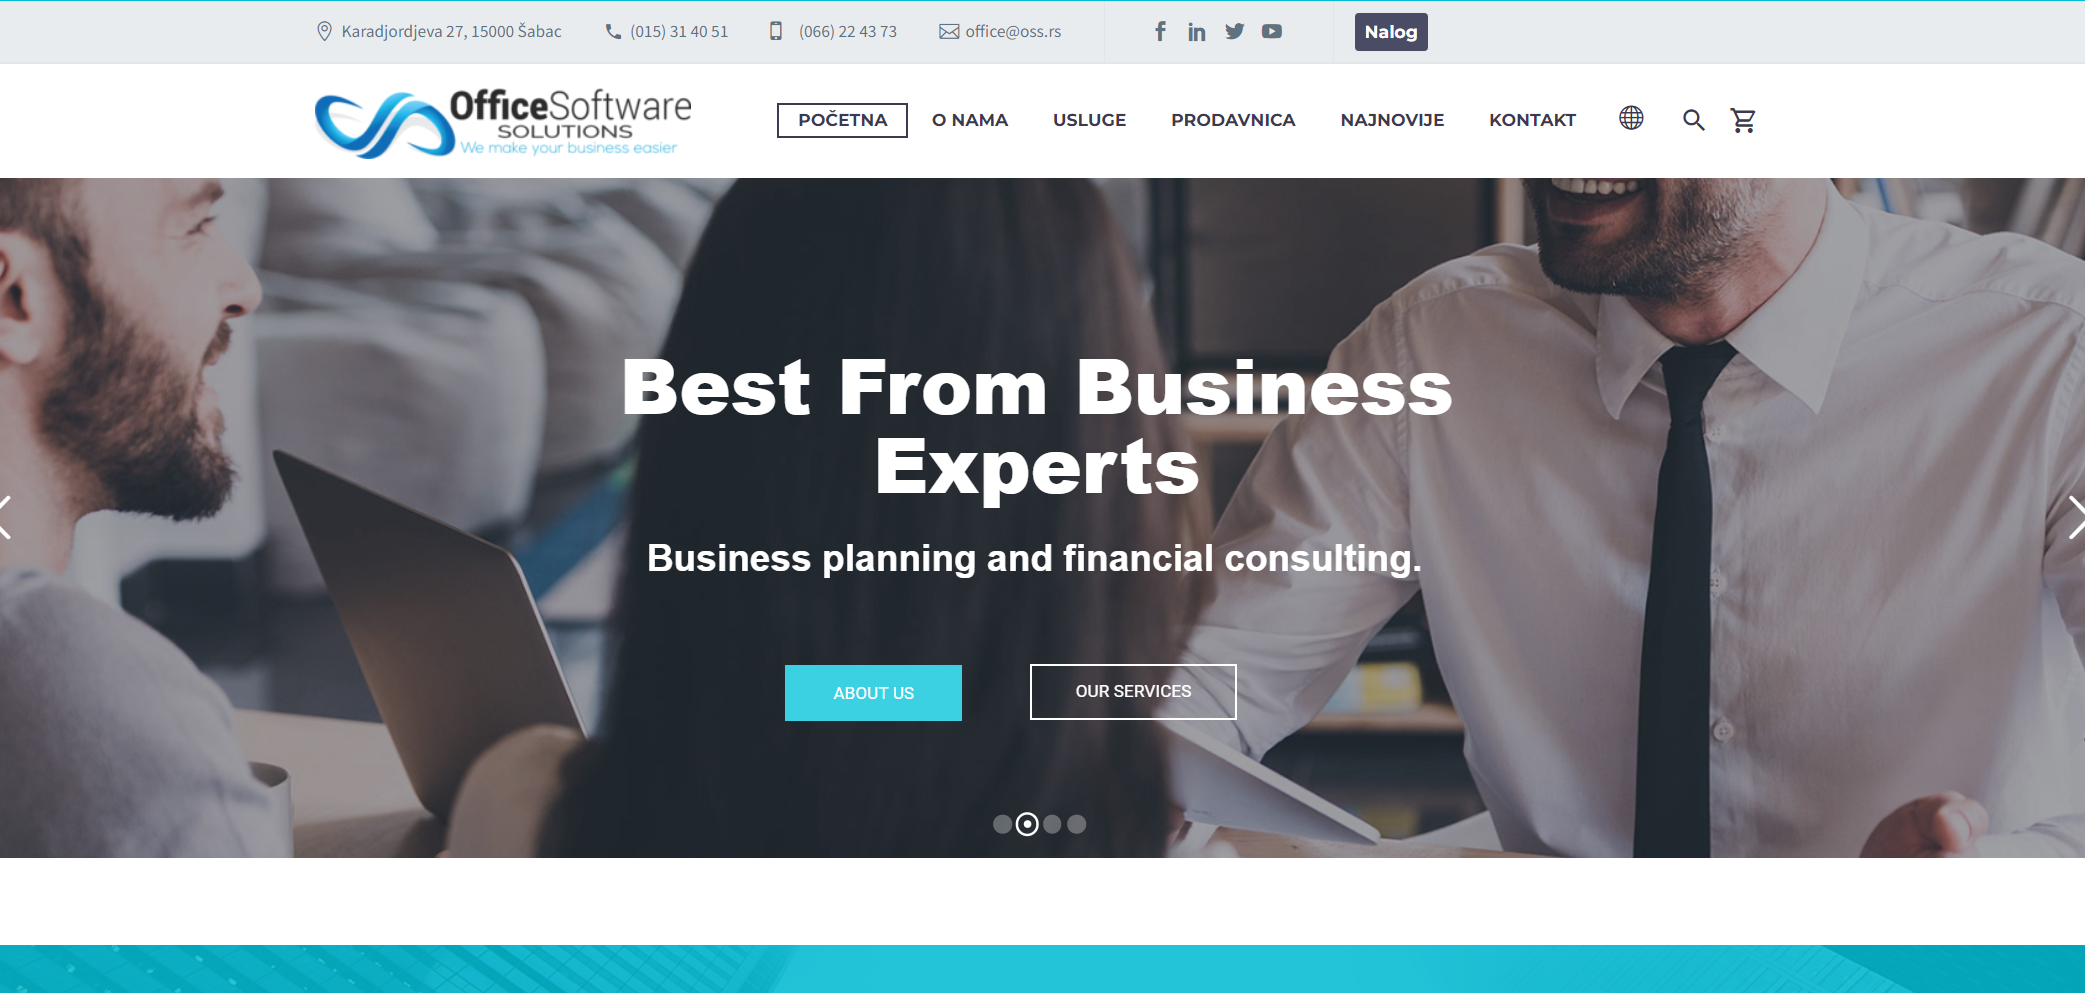 Karadjordjeva 27, 15000 Šabac
(015) 31 40 51
(066) 22 43 73
office@oss.rs
Nalog
OfficeSoftware
SOLUTIONS
We make your business easier
POČETNA
O NAMA
USLUGE
PRODAVNICA
NAJNOVIJE
KONTAKT
Best From Business
Experts
Business planning and financial consulting.
ABOUT US
OUR SERVICES